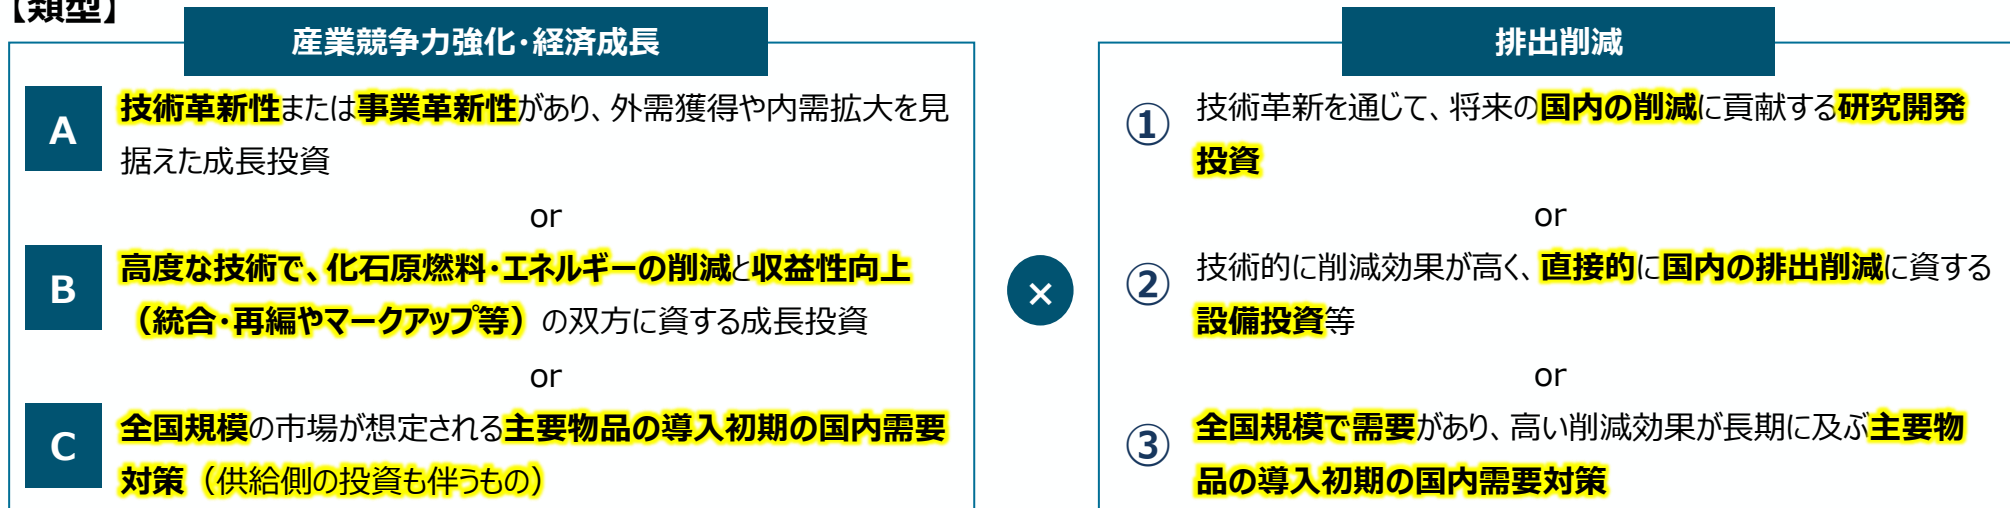 【類型】
産業競争力強化・経済成長
A
技術革新性または事業革新性があり、外需獲得や内需拡大を見
据えた成長投資
or
B
高度な技術で、化石原燃料・エネルギーの削減と収益性向上
（統合・再編やマークアップ等）の双方に資する成長投資
or
C
全国規模の市場が想定される主要物品の導入初期の国内需要
対策（供給側の投資も伴うもの）
×
排出削減
①
技術革新を通じて、将来の国内の削減に貢献する研究開発
投資
or
②
技術的に削減効果が高く、直接的に国内の排出削減に資する
設備投資等
or
③
全国規模で需要があり、高い削減効果が長期に及ぶ主要物
品の導入初期の国内需要対策